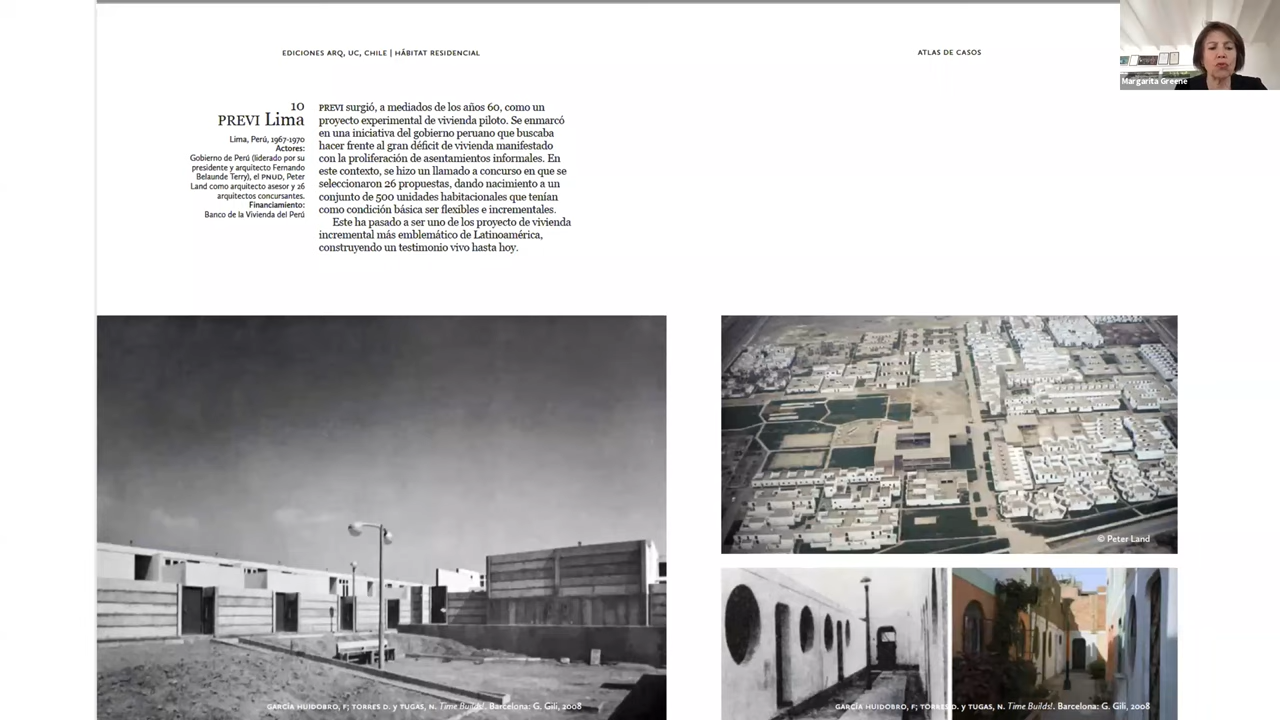 EDICIONES ARQ, UC, CHILE | HÁBITAT RESIDENCIAL
ATLAS DE CASOS
Margarita Greene
10
PREVI Lima
Lima, Perú, 1967-1970
Actores:
Gobierno de Perú (liderado por su
presidente y arquitecto Fernando
Belaunde Terry), el PNUD, Peter
Land como arquitecto asesor y 26
arquitectos concursantes.
Financiamiento:
Banco de la Vivienda del Perú
PREVI surgió, a mediados de los años 60, como un
proyecto experimental de vivienda piloto. Se enmarcó
en una iniciativa del gobierno peruano que buscaba
hacer frente al gran déficit de vivienda manifestado
con la proliferación de asentamientos informales. En
este contexto, se hizo un llamado a concurso en que se
seleccionaron 26 propuestas, dando nacimiento a un
conjunto de 500 unidades habitacionales que tenían
como condición básica ser flexibles e incrementales.
Este ha pasado a ser uno de los proyecto de vivienda
incremental más emblemático de Latinoamérica,
construyendo un testimonio vivo hasta hoy.
© Peter Land
GARCÍA HUIDOBRO, F; TORRES D. y TUGAS, N. Time Builds!. Barcelona: G. Gili, 2008
GARCÍA HUIDOBRO, F; TORRES D. y TUGAS, N. Time Builds!. Barcelona: G. Gili, 2008